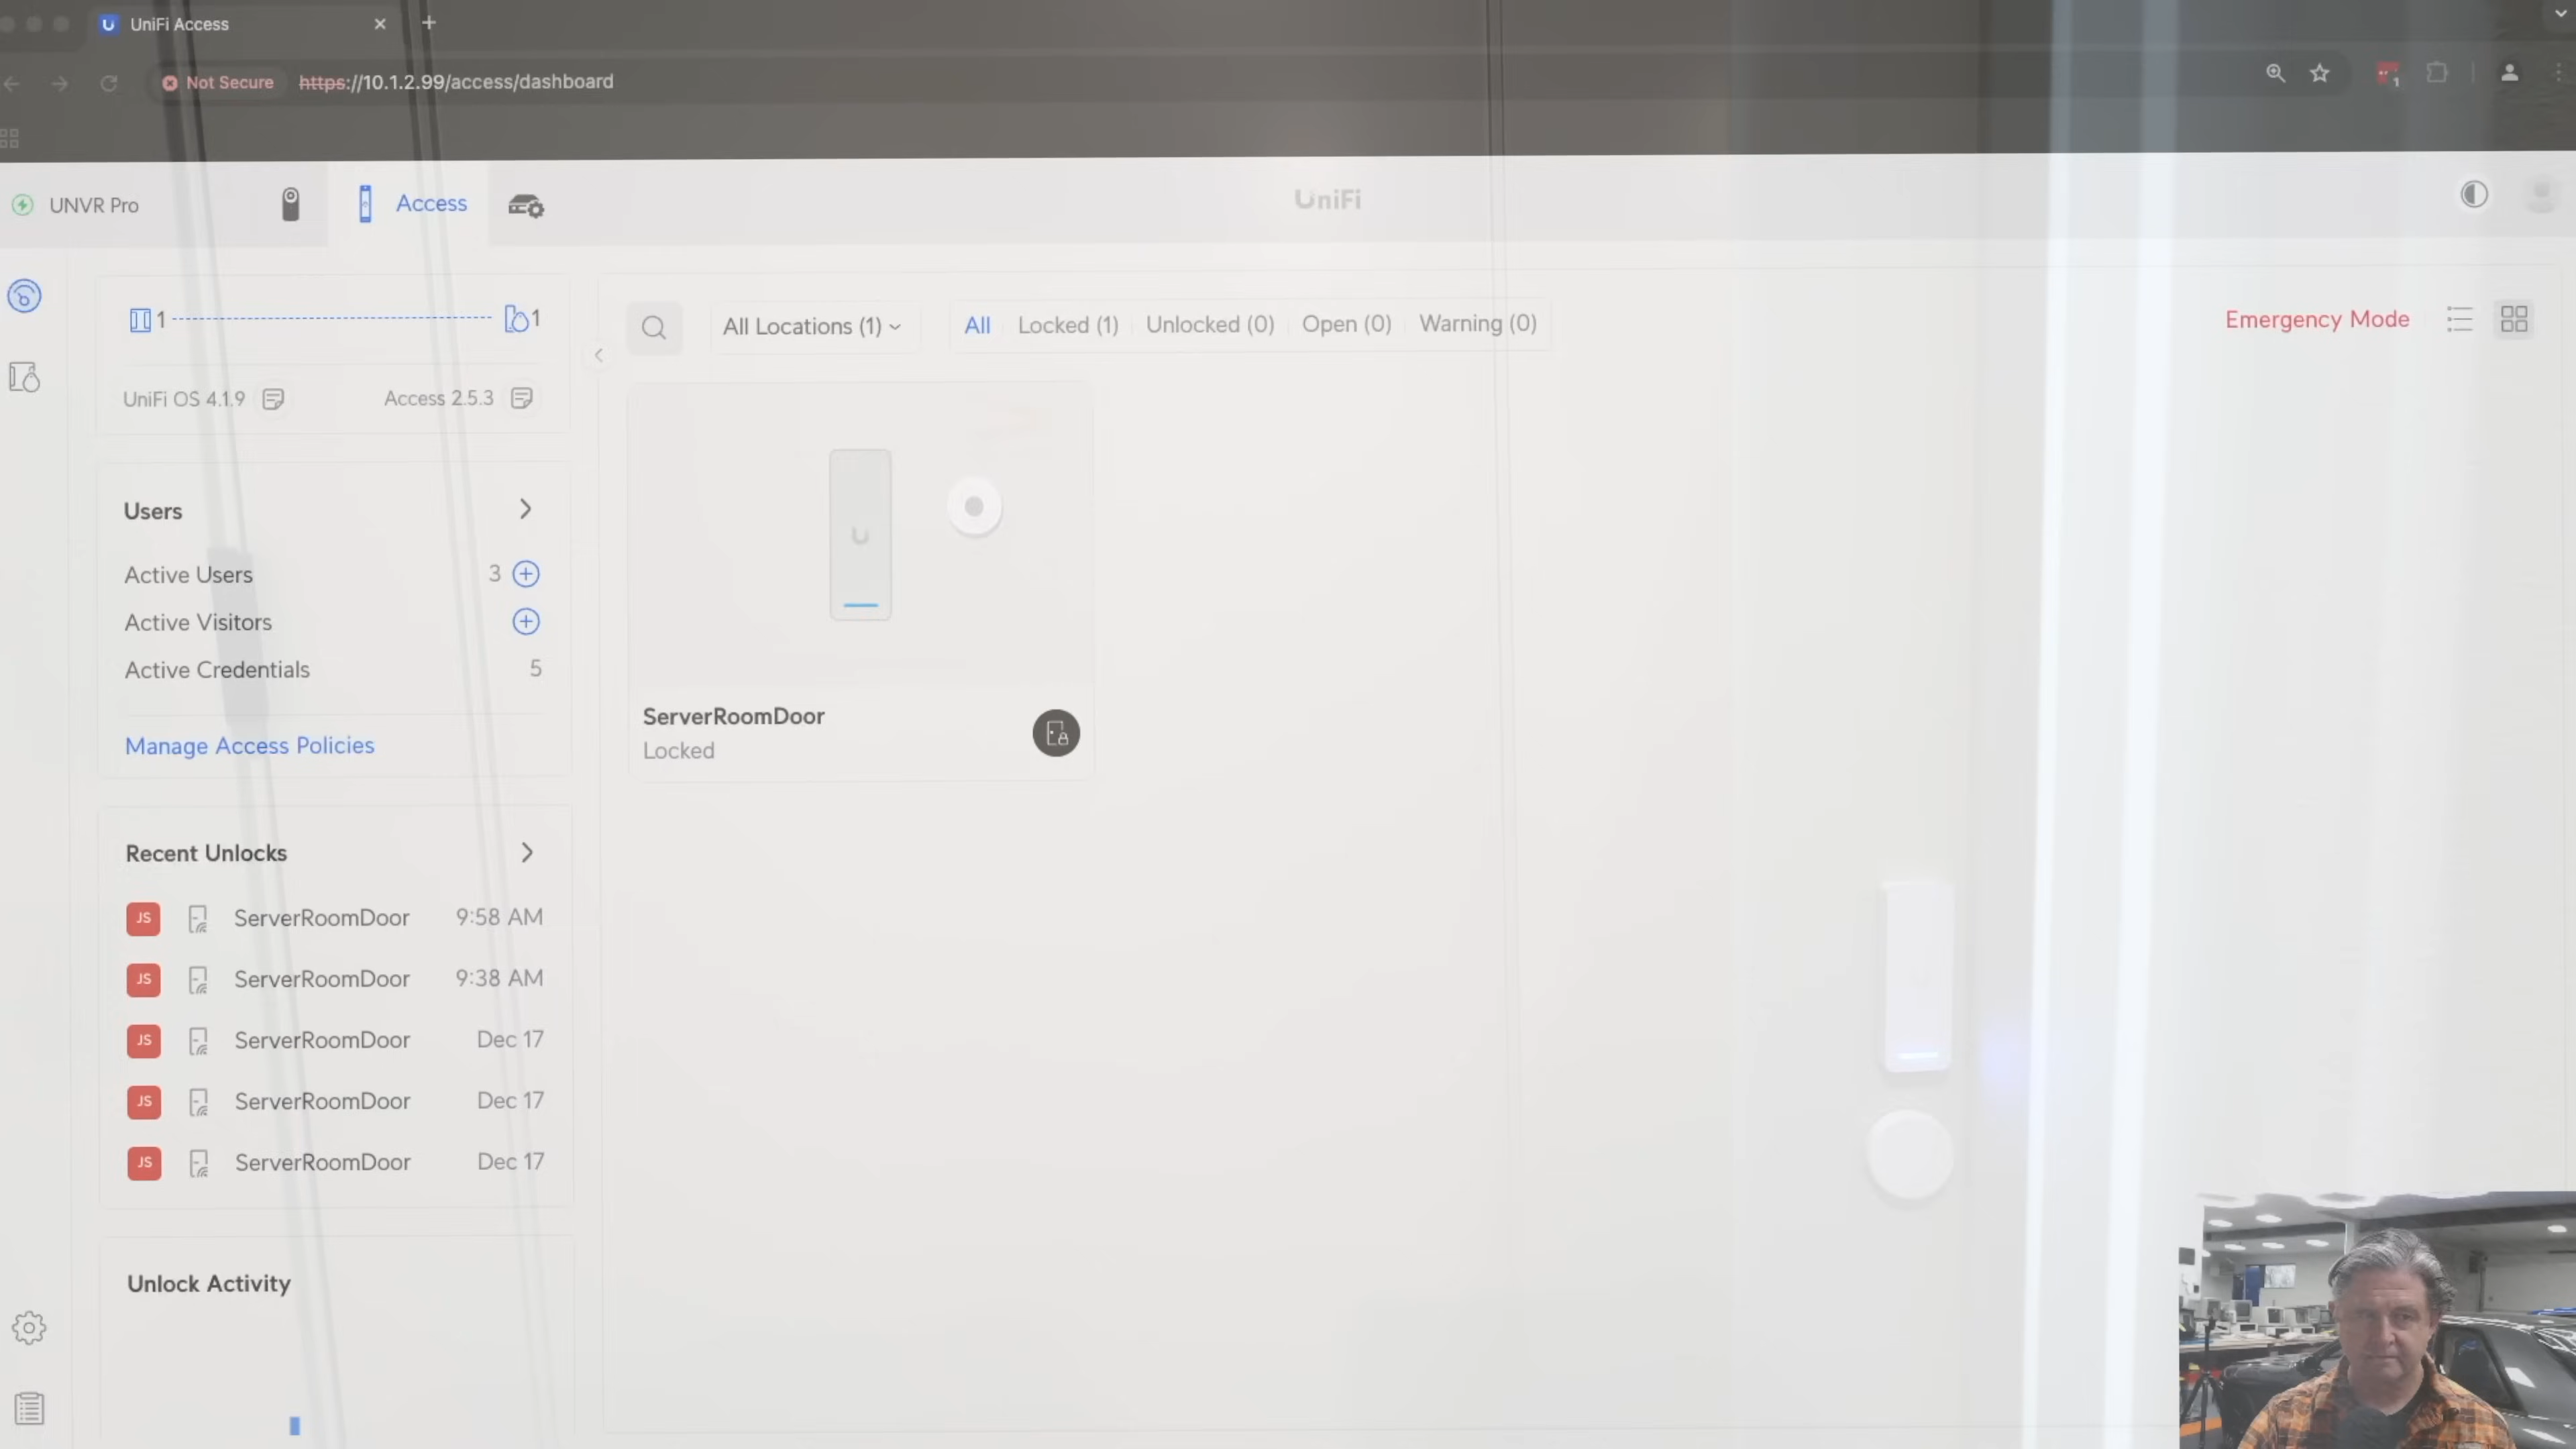 UniFi Access
Not Secure https://10.1.2.99/access/dashboard
1
UNVR Pro
Access
UniFi
1
1
All Locations (1)
All
Locked (1)
Unlocked (0)
Open (0)
Warning (0)
Emergency Mode
UniFi OS 4.1.9
Access 2.5.3
Users
Active Users 3
Active Visitors
Active Credentials 5
Manage Access Policies
ServerRoomDoor
Locked
Recent Unlocks
JS ServerRoomDoor 9:58 AM
JS ServerRoomDoor 9:38 AM
JS ServerRoomDoor Dec 17
JS ServerRoomDoor Dec 17
JS ServerRoomDoor Dec 17
Unlock Activity